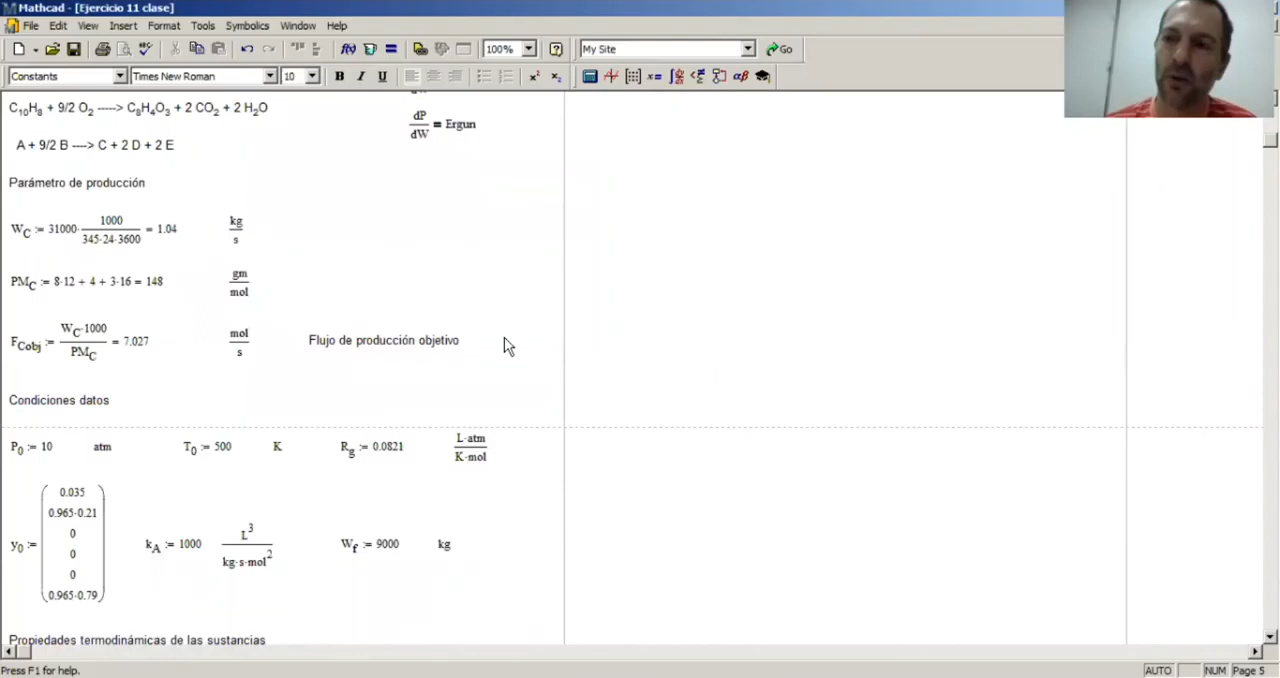 Mathcad - [Ejercicio 11 clase]
File Edit View Insert Format Tools Symbolics Window Help
100% My Site Go
Constants Times New Roman 10 B I U
C10H8 + 9/2 O2 -----> C8H4O3 + 2 CO2 + 2 H2O
dP/dW = Ergun
A + 9/2 B ----> C + 2 D + 2 E
Parámetro de producción
WC := 31000·1000/(345·24·3600) = 1.04 kg/s
PMC := 8·12 + 4 + 3·16 = 148 gm/mol
FCobj := WC·1000/PMC = 7.027 mol/s Flujo de producción objetivo
Condiciones datos
P0 := 10 atm T0 := 500 K Rg := 0.0821 L·atm/K·mol
0.035
0.965·0.21
0
y0 := kA := 1000 L^3/kg·s·mol^2 Wf := 9000 kg
0
0
0.965·0.79
Propiedades termodinámicas de las sustancias
Press F1 for help. AUTO NUM Page 5